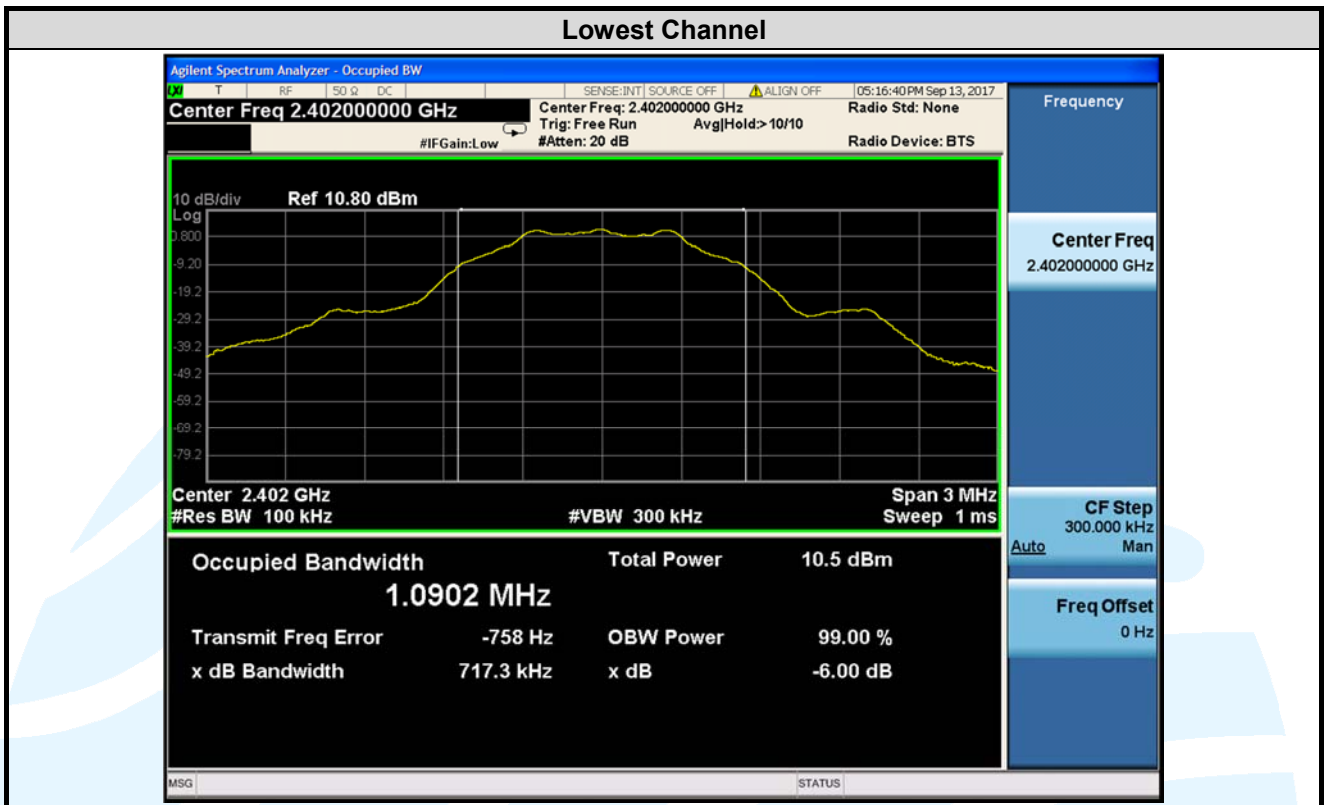 Lowest Channel
Agilent Spectrum Analyzer - Occupied BW
LXI T RF 50 Ω DC SENSE:INT SOURCE OFF ALIGN OFF 05:16:40 PM Sep 13, 2017
Center Freq 2.402000000 GHz
Center Freq: 2.402000000 GHz
Radio Std: None
Trig: Free Run Avg|Hold:> 10/10
#IFGain:Low
#Atten: 20 dB
Radio Device: BTS
Frequency
10 dB/div Ref 10.80 dBm
Log
0.800
-9.20
-19.2
-29.2
-39.2
-49.2
-59.2
-69.2
-79.2
Center Freq
2.402000000 GHz
Center 2.402 GHz Span 3 MHz
#Res BW 100 kHz #VBW 300 kHz Sweep 1 ms
CF Step
300.000 kHz
Auto Man
Occupied Bandwidth Total Power 10.5 dBm
1.0902 MHz
Transmit Freq Error -758 Hz OBW Power 99.00 %
x dB Bandwidth 717.3 kHz x dB -6.00 dB
Freq Offset
0 Hz
MSG STATUS